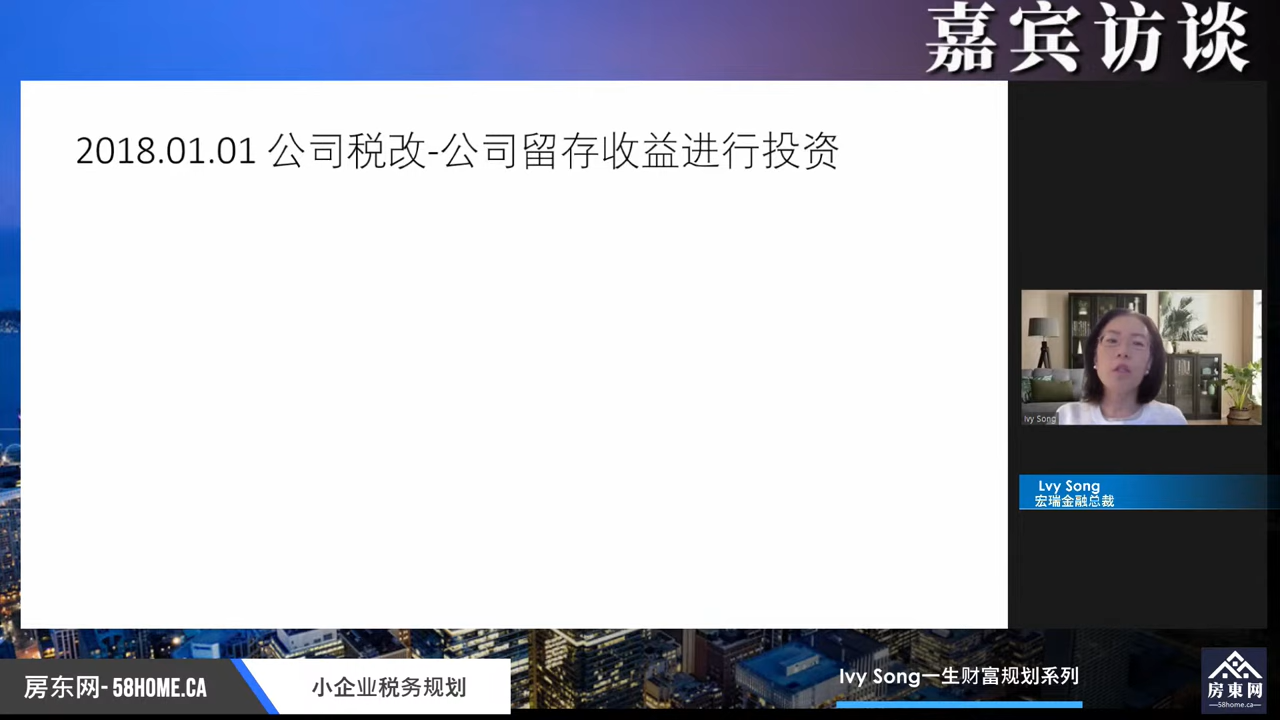 嘉宾访谈
2018.01.01 公司税改-公司留存收益进行投资
Ivy Song
Lvy Song
宏瑞金融总裁
房东网- 58HOME.CA
小企业税务规划
Ivy Song一生财富规划系列
房東网
—58home.ca—